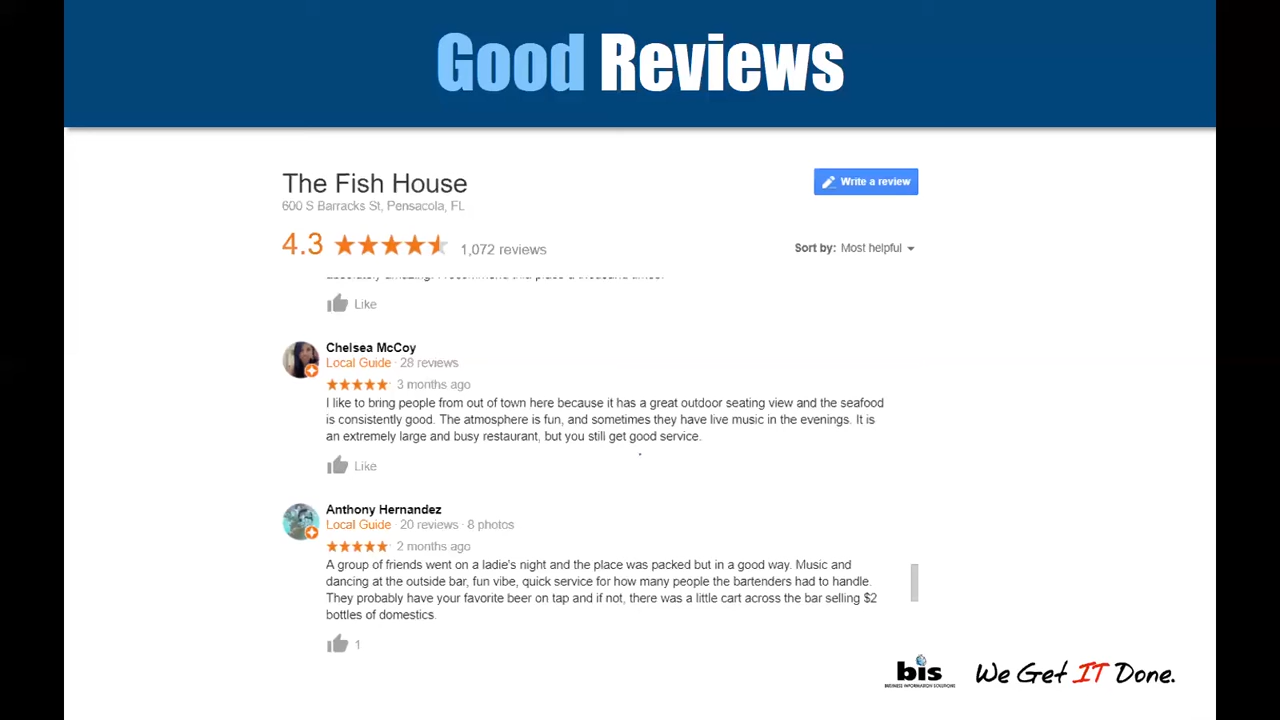 Good Reviews
The Fish House
Write a review
600 S Barracks St, Pensacola, FL
4.3 1,072 reviews
Sort by: Most helpful
Like
Chelsea McCoy
Local Guide · 28 reviews
3 months ago
I like to bring people from out of town here because it has a great outdoor seating view and the seafood
is consistently good. The atmosphere is fun, and sometimes they have live music in the evenings. It is
an extremely large and busy restaurant, but you still get good service.
Like
Anthony Hernandez
Local Guide · 20 reviews · 8 photos
2 months ago
A group of friends went on a ladie's night and the place was packed but in a good way. Music and
dancing at the outside bar, fun vibe, quick service for how many people the bartenders had to handle.
They probably have your favorite beer on tap and if not, there was a little cart across the bar selling $2
bottles of domestics.
1
bis
BUSINESS INFORMATION SOLUTIONS
We Get IT Done.